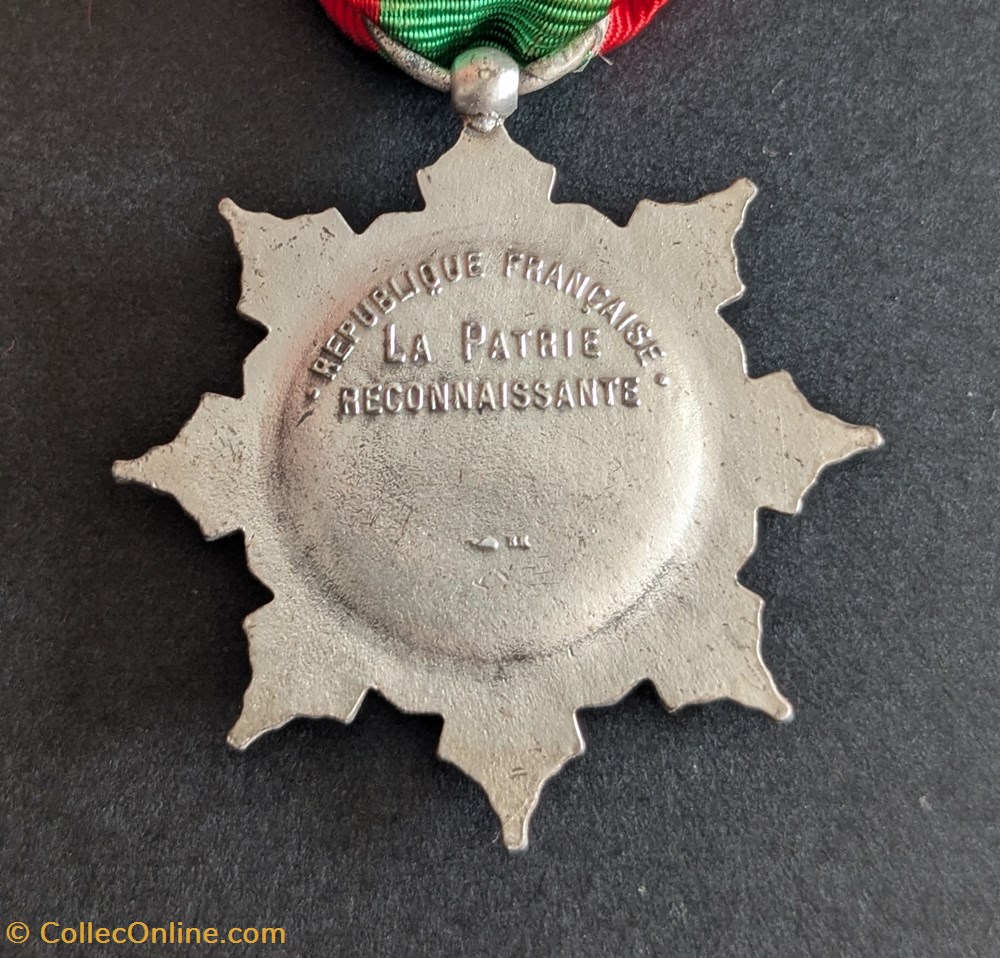 • REPUBLIQUE FRANÇAISE •
LA PATRIE
RECONNAISSANTE
© CollecOnline.com